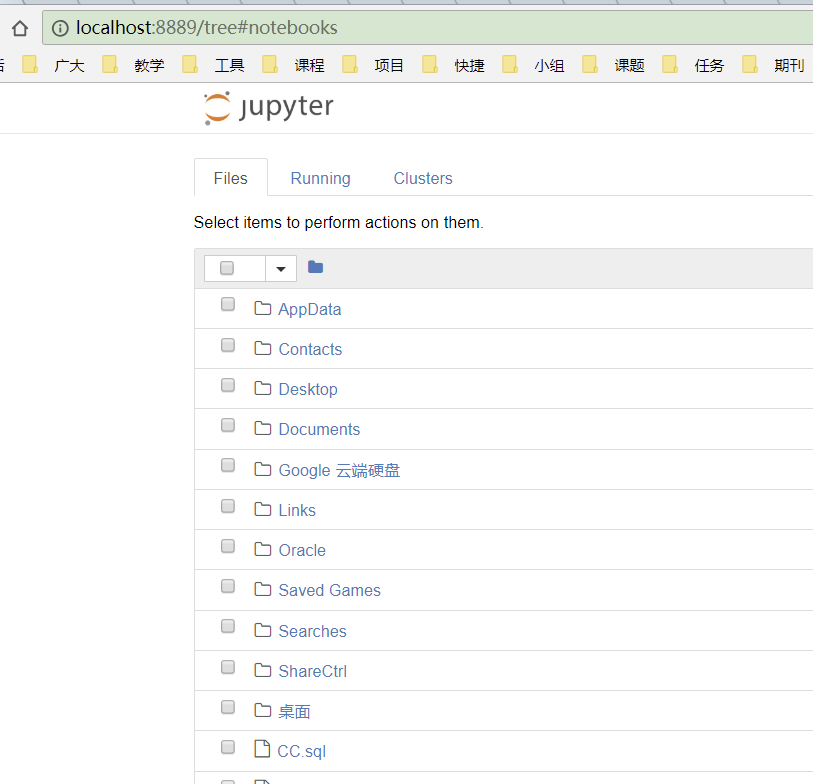 localhost:8889/tree#notebooks
广大 教学 工具 课程 项目 快捷 小组 课题 任务 期刊
jupyter
Files Running Clusters
Select items to perform actions on them.
AppData
Contacts
Desktop
Documents
Google 云端硬盘
Links
Oracle
Saved Games
Searches
ShareCtrl
桌面
CC.sql